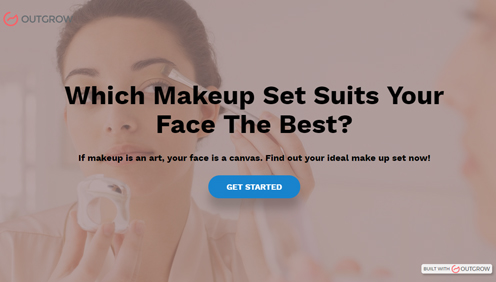 OUTGROW
Which Makeup Set Suits Your
Face The Best?
If makeup is an art, your face is a canvas. Find out your ideal make up set now!
GET STARTED
BUILT WITH OUTGROW